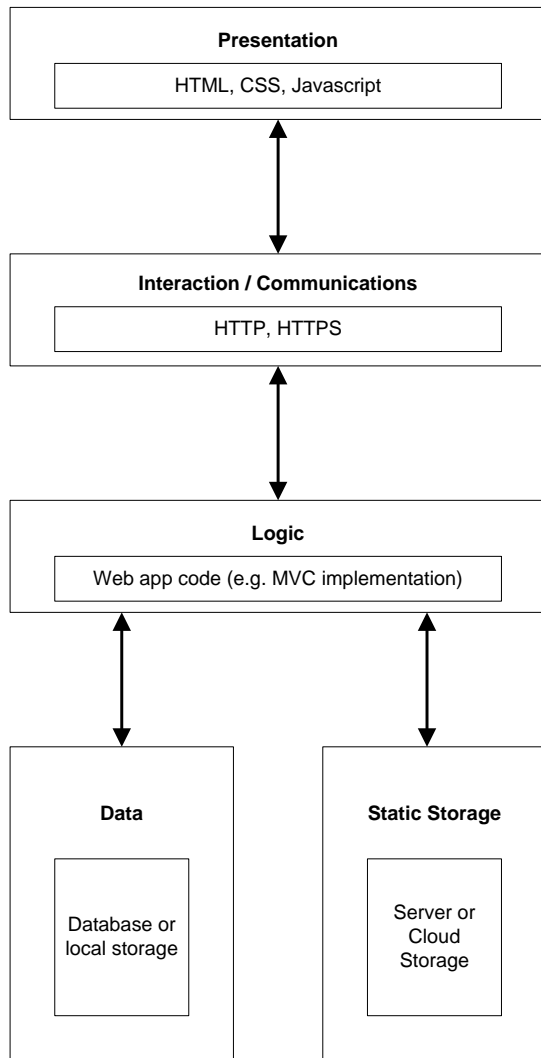 Presentation
HTML, CSS, Javascript
Interaction / Communications
HTTP, HTTPS
Logic
Web app code (e.g. MVC implementation)
Data
Database or
local storage
Static Storage
Server or
Cloud
Storage